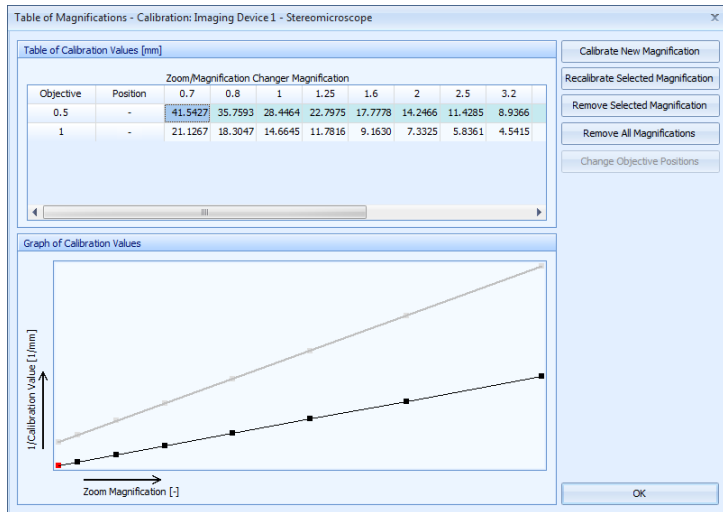 Table of Magnifications - Calibration: Imaging Device 1 - Stereomicroscope
Table of Calibration Values [mm]
Zoom/Magnification Changer Magnification
Objective Position 0.7 0.8 1 1.25 1.6 2 2.5 3.2
0.5 - 41.5427 35.7593 28.4464 22.7975 17.7778 14.2466 11.4285 8.9366
1 - 21.1267 18.3047 14.6645 11.7816 9.1630 7.3325 5.8361 4.5415
Calibrate New Magnification
Recalibrate Selected Magnification
Remove Selected Magnification
Remove All Magnifications
Change Objective Positions
Graph of Calibration Values
1/Calibration Value [1/mm]
Zoom Magnification [-]
OK